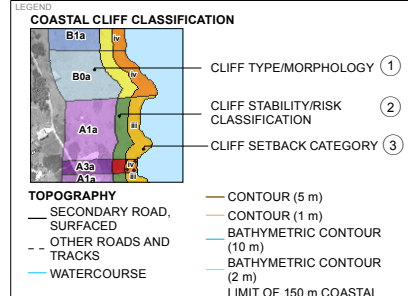 LEGEND
COASTAL CLIFF CLASSIFICATION
B1a
iv
B0a
iv
A1a
iii
A3a
iv
A1a
iii
CLIFF TYPE/MORPHOLOGY 1
CLIFF STABILITY/RISK
CLASSIFICATION 2
CLIFF SETBACK CATEGORY 3
TOPOGRAPHY
SECONDARY ROAD,
SURFACED
OTHER ROADS AND
TRACKS
WATERCOURSE
CONTOUR (5 m)
CONTOUR (1 m)
BATHYMETRIC CONTOUR
(10 m)
BATHYMETRIC CONTOUR
(2 m)
LIMIT OF 150 m COASTAL